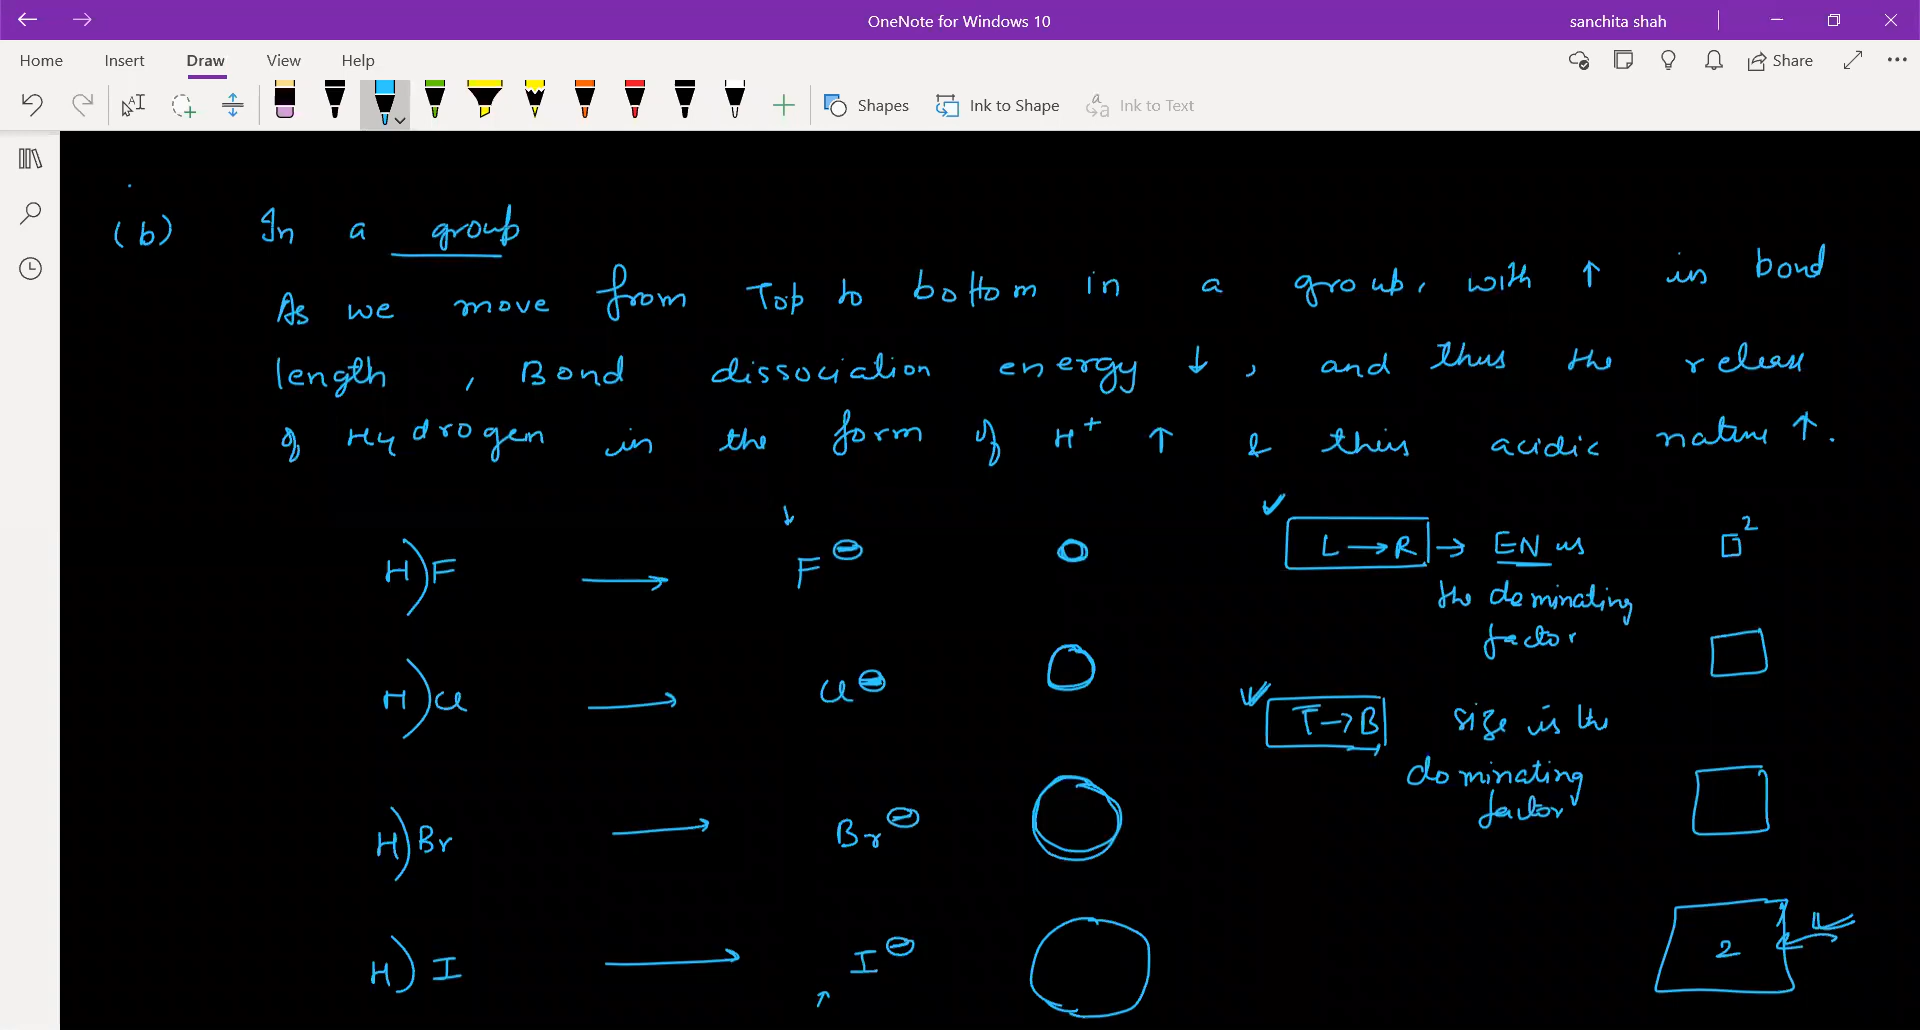 OneNote for Windows 10
sanchita shah
Home Insert Draw View Help
Share
Shapes
Ink to Shape
Ink to Text
(b) In a group
As we move from Top to bottom in a group, with ↑ in bond
length, Bond dissociation energy ↓, and thus the release
of Hydrogen in the form of H⁺ ↑ & thus acidic nature ↑.
H)F → F⊖
L → R → EN is
the dominating
factor
□²
H)Cl → Cl⊖
T → B size is the
dominating
factor
H)Br → Br⊖
H)I → I⊖
2